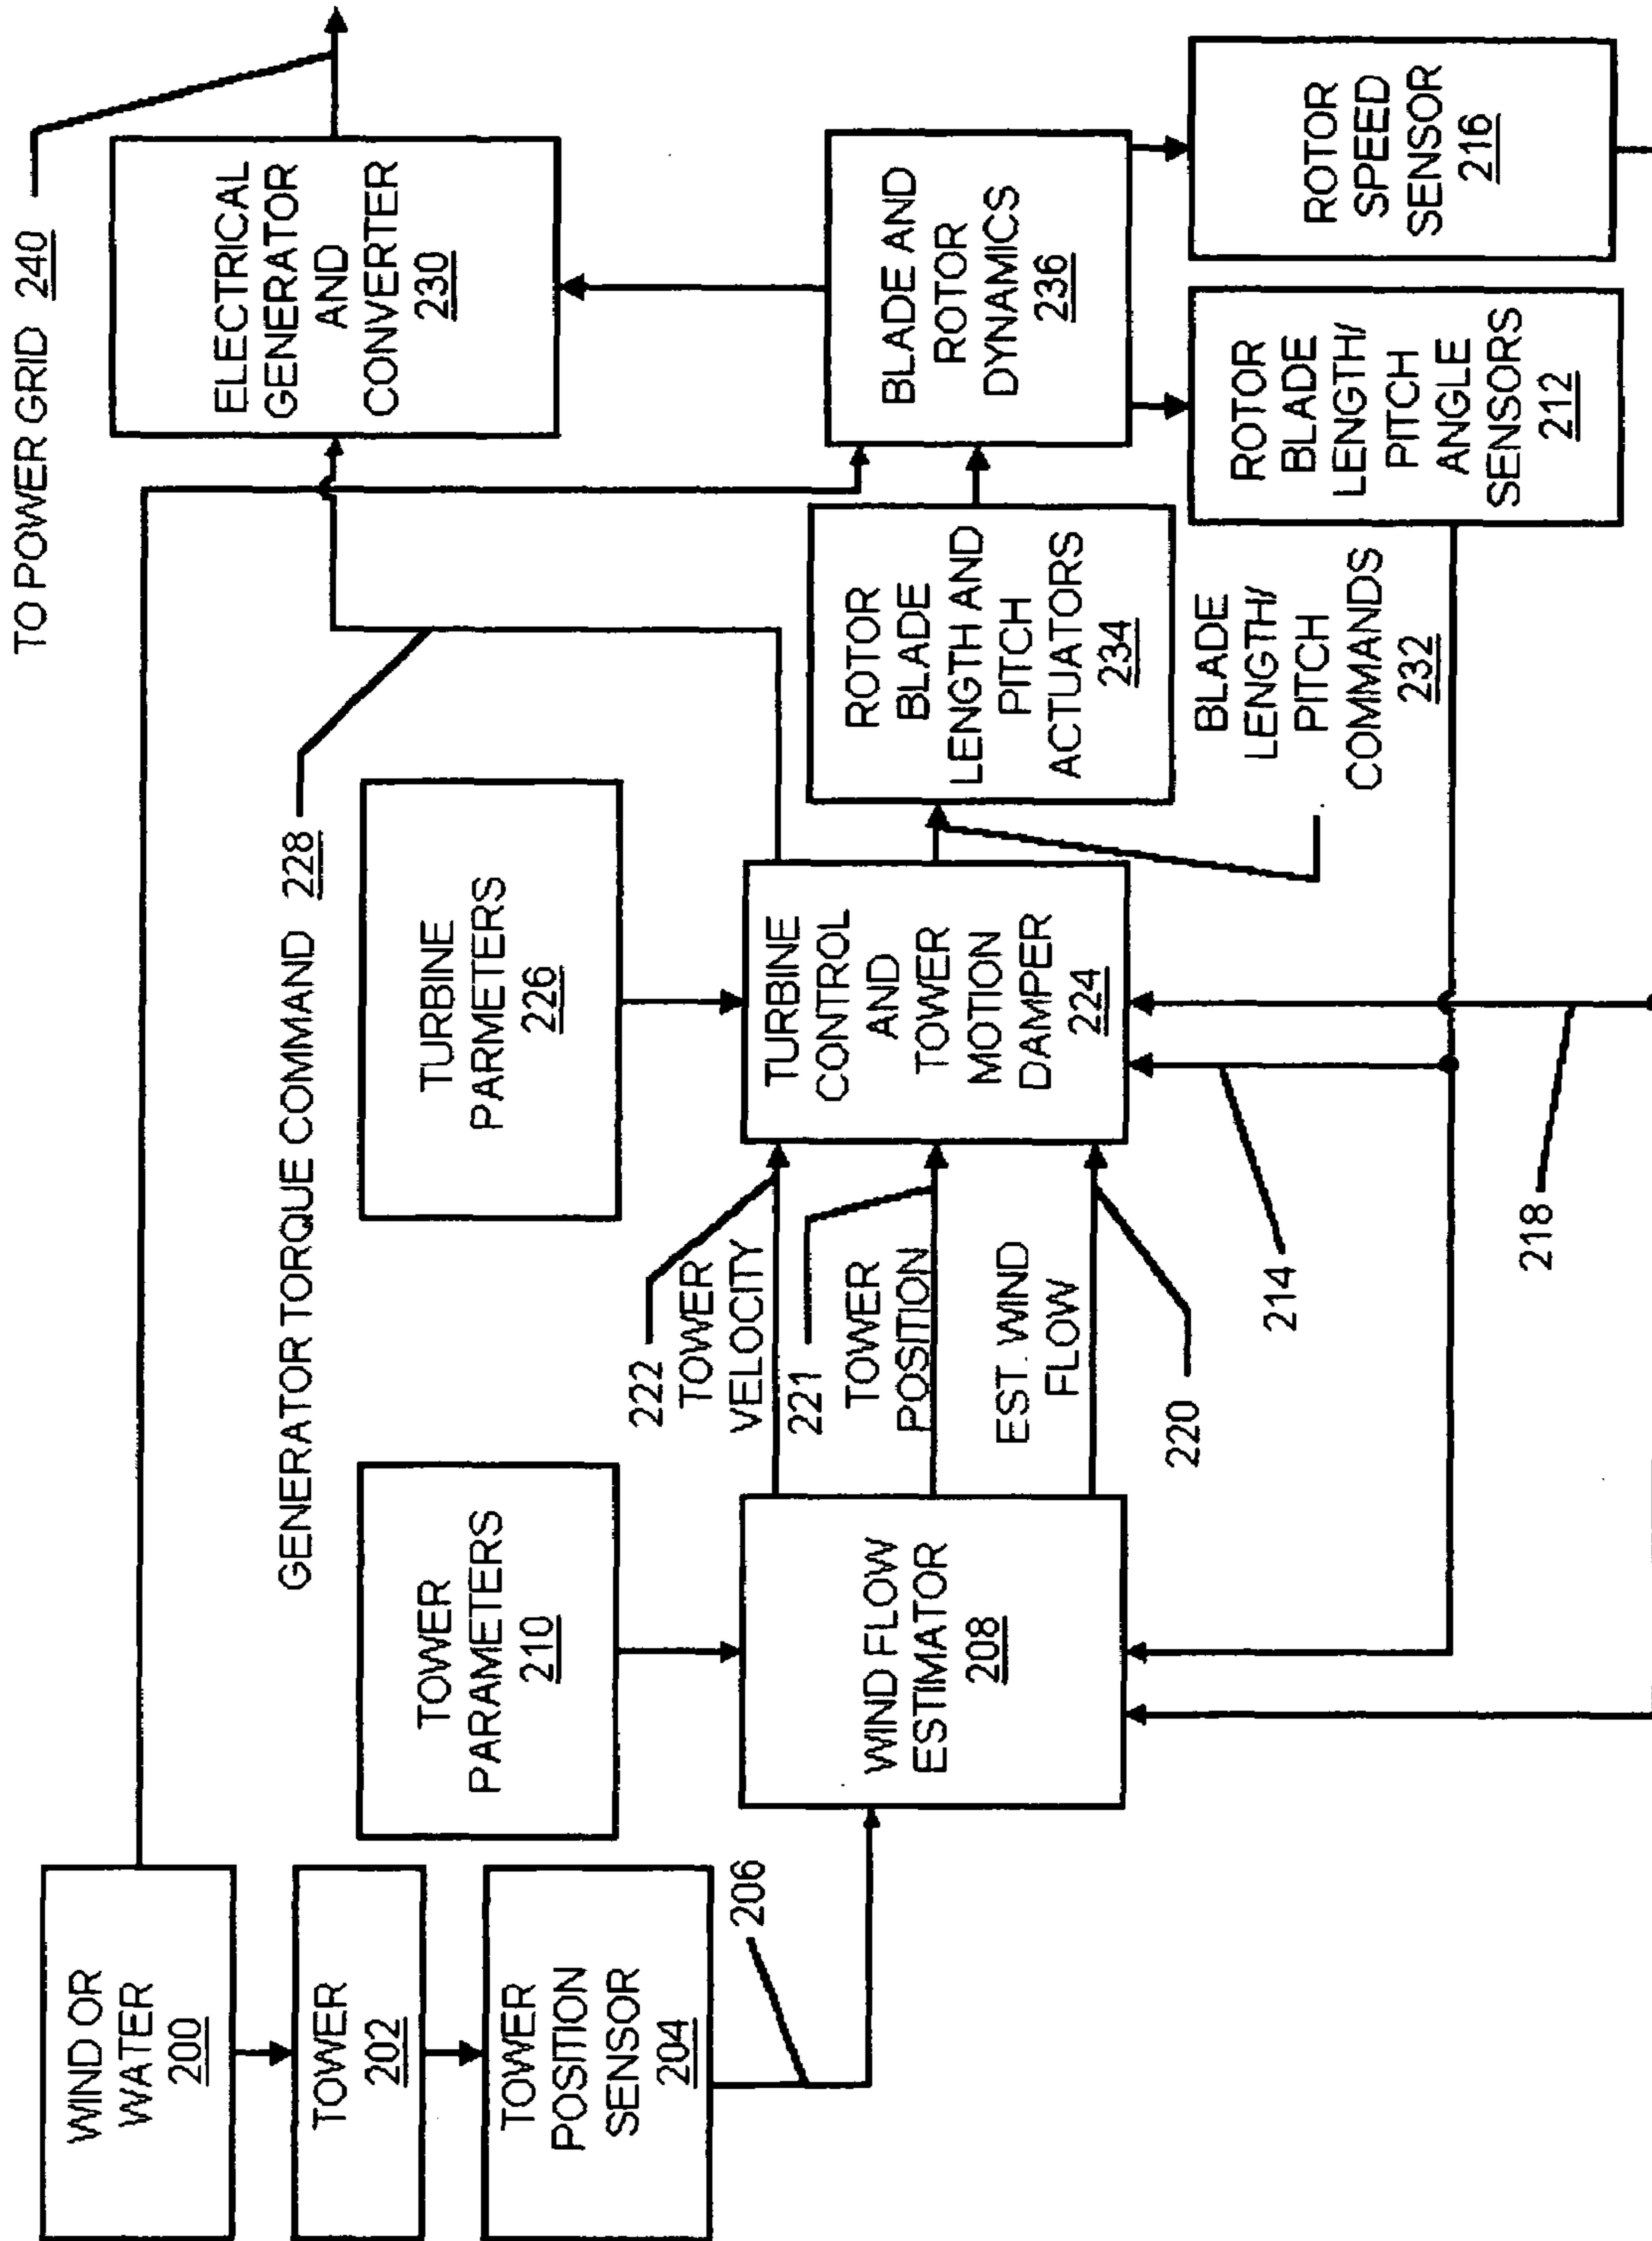 WIND OR
WATER
200
TOWER
202
TOWER
POSITION
SENSOR
204
206
TOWER
PARAMETERS
210
WIND FLOW
ESTIMATOR
208
222
TOWER
VELOCITY
221
TOWER
POSITION
EST. WIND
FLOW
220
214
218
GENERATOR TORQUE COMMAND 228
TURBINE
PARMETERS
226
TURBINE
CONTROL
AND
TOWER
MOTION
DAMPER
224
ROTOR
BLADE
LENGTH AND
PITCH
ACTUATORS
234
BLADE
LENGTH/
PITCH
COMMANDS
232
TO POWER GRID 240
ELECTRICAL
GENERATOR
AND
CONVERTER
230
BLADE AND
ROTOR
DYNAMICS
236
ROTOR
BLADE
LENGTH/
PITCH
ANGLE
SENSORS
212
ROTOR
SPEED
SENSOR
216